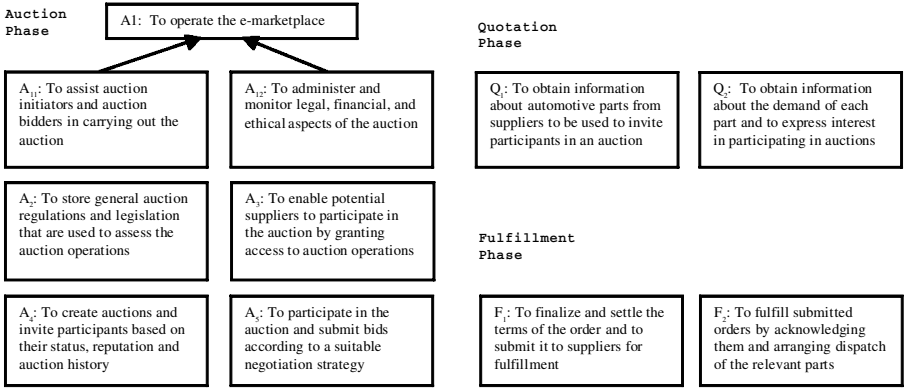 Auction
Phase
A1: To operate the e-marketplace
A₁₁: To assist auction
initiators and auction
bidders in carrying out the
auction
A₁₂: To administer and
monitor legal, financial, and
ethical aspects of the auction
A₂: To store general auction
regulations and legislation
that are used to assess the
auction operations
A₃: To enable potential
suppliers to participate in
the auction by granting
access to auction operations
A₄: To create auctions and
invite participants based on
their status, reputation and
auction history
A₅: To participate in the
auction and submit bids
according to a suitable
negotiation strategy
Quotation
Phase
Q₁: To obtain information
about automotive parts from
suppliers to be used to invite
participants in an auction
Q₂: To obtain information
about the demand of each
part and to express interest
in participating in auctions
Fulfillment
Phase
F₁: To finalize and settle the
terms of the order and to
submit it to suppliers for
fulfillment
F₂: To fulfill submitted
orders by acknowledging
them and arranging dispatch
of the relevant parts